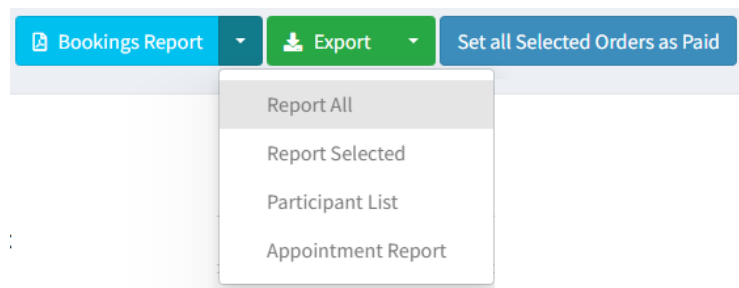 Bookings Report
Export
Set all Selected Orders as Paid
Report All
Report Selected
Participant List
Appointment Report
: